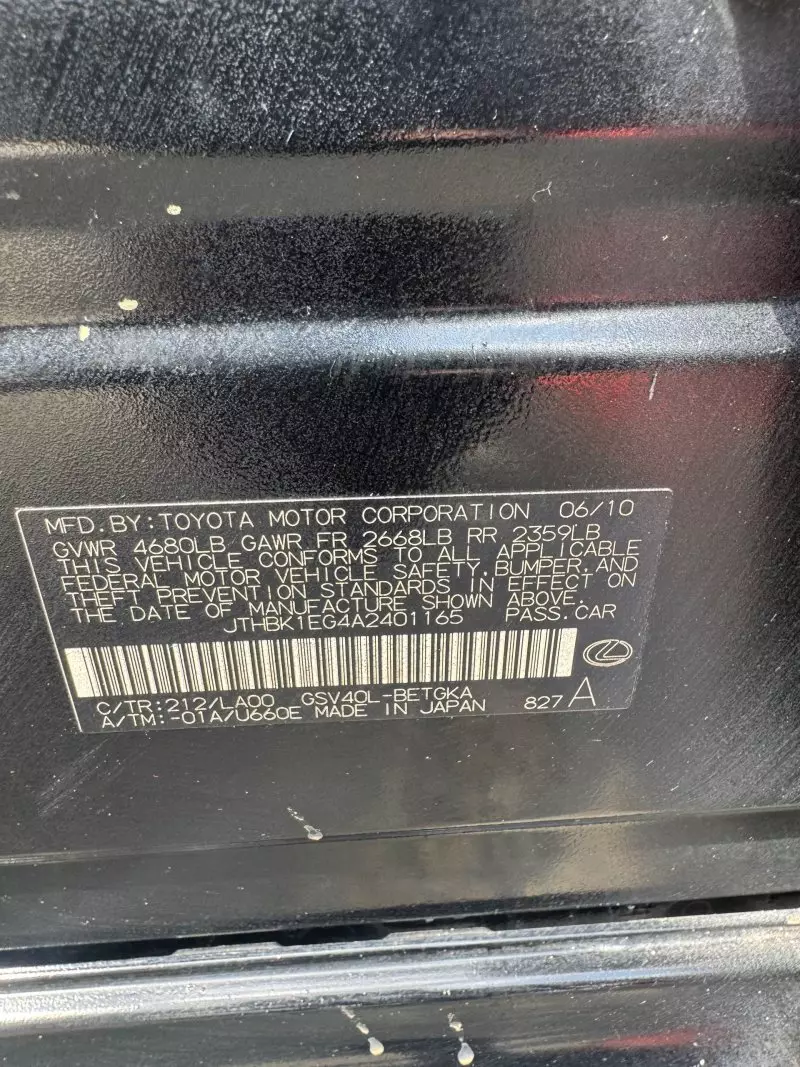 MFD. BY: TOYOTA MOTOR CORPORATION 06/10
GVWR 4680LB GAWR FR 2668LB RR 2359LB
THIS VEHICLE CONFORMS TO ALL APPLICABLE
FEDERAL MOTOR VEHICLE SAFETY, BUMPER, AND
THEFT PREVENTION STANDARDS IN EFFECT ON
THE DATE OF MANUFACTURE SHOWN ABOVE.
JTHBK1EG4A2401165 PASS. CAR
C/TR: 212/LA00 GSV40L-BETGKA
A/TM: -01A/U660E MADE IN JAPAN 827 A